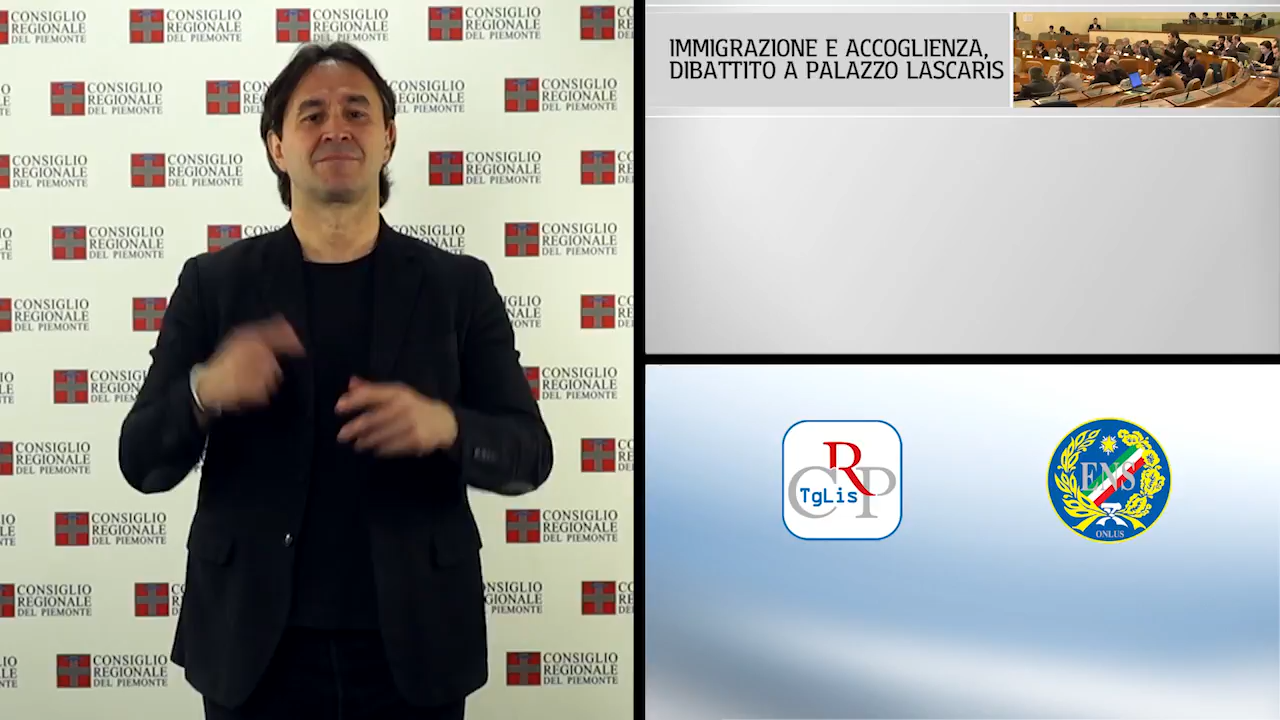 IMMIGRAZIONE E ACCOGLIENZA,
DIBATTITO A PALAZZO LASCARIS
CONSIGLIO
REGIONALE
DEL PIEMONTE
CRP
TgLis
ENS
ONLUS